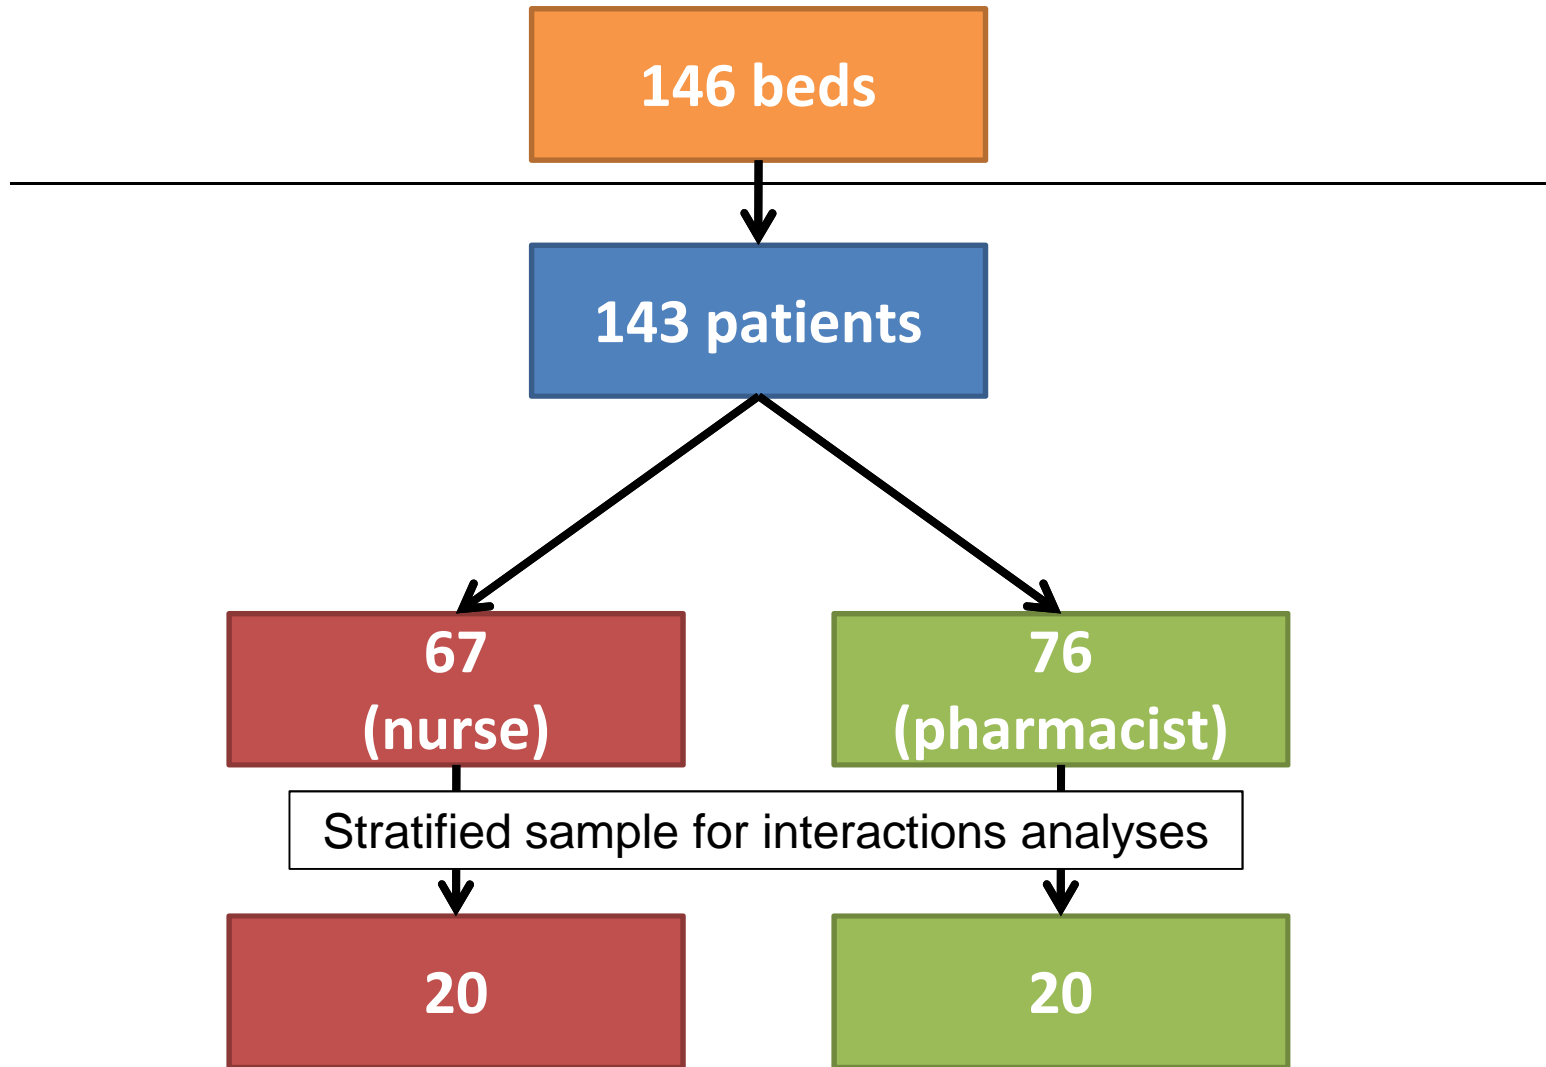 146 beds
143 patients
67
(nurse)
76
(pharmacist)
Stratified sample for interactions analyses
20
20